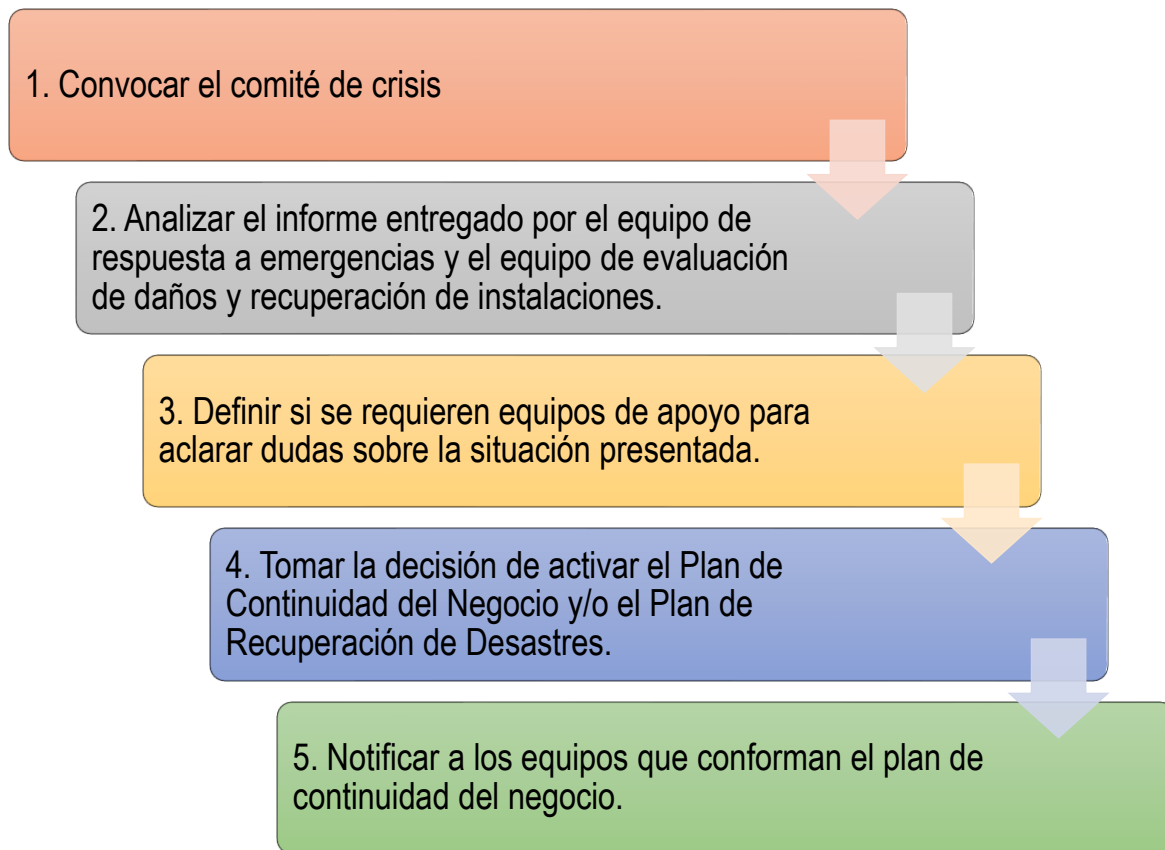 1. Convocar el comité de crisis
2. Analizar el informe entregado por el equipo de
respuesta a emergencias y el equipo de evaluación
de daños y recuperación de instalaciones.
3. Definir si se requieren equipos de apoyo para
aclarar dudas sobre la situación presentada.
4. Tomar la decisión de activar el Plan de
Continuidad del Negocio y/o el Plan de
Recuperación de Desastres.
5. Notificar a los equipos que conforman el plan de
continuidad del negocio.